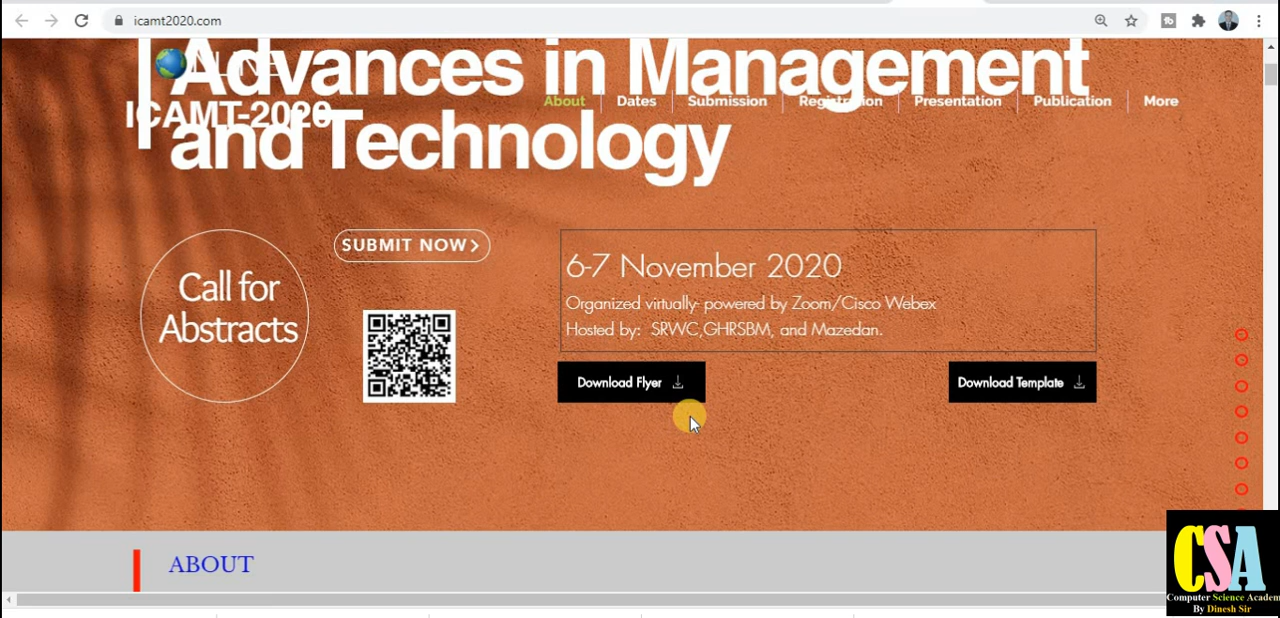 icamt2020.com
Advances in Management
and Technology
ICAMT-2020
About
Dates
Submission
Registration
Presentation
Publication
More
Call for
Abstracts
SUBMIT NOW >
6-7 November 2020
Organized virtually- powered by Zoom/Cisco Webex
Hosted by: SRWC,GHRSBM, and Mazedan.
Download Flyer
Download Template
ABOUT
CSA
Computer Science Academ
By Dinesh Sir